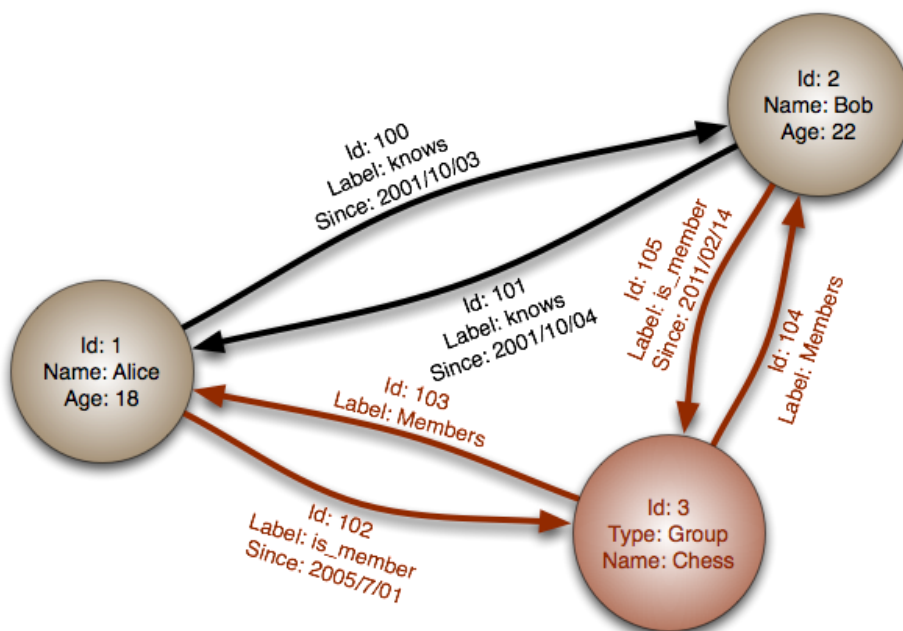 Id: 2
Name: Bob
Age: 22
Id: 100
Label: knows
Since: 2001/10/03
Id: 101
Label: knows
Since: 2001/10/04
Id: 105
Label: is_member
Since: 2011/02/14
Id: 104
Label: Members
Id: 1
Name: Alice
Age: 18
Id: 103
Label: Members
Id: 102
Label: is_member
Since: 2005/7/01
Id: 3
Type: Group
Name: Chess